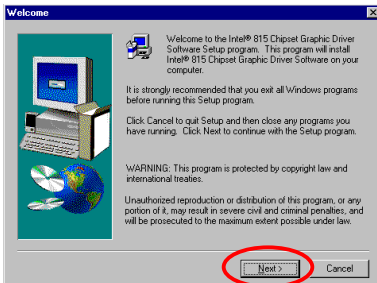 Welcome
Welcome to the Intel® 815 Chipset Graphic Driver
Software Setup program. This program will install
Intel® 815 Chipset Graphic Driver Software on your
computer.
It is strongly recommended that you exit all Windows programs
before running this Setup program.
Click Cancel to quit Setup and then close any programs you
have running. Click Next to continue with the Setup program.
WARNING: This program is protected by copyright law and
international treaties.
Unauthorized reproduction or distribution of this program, or any
portion of it, may result in severe civil and criminal penalties, and
will be prosecuted to the maximum extent possible under law.
Next >
Cancel